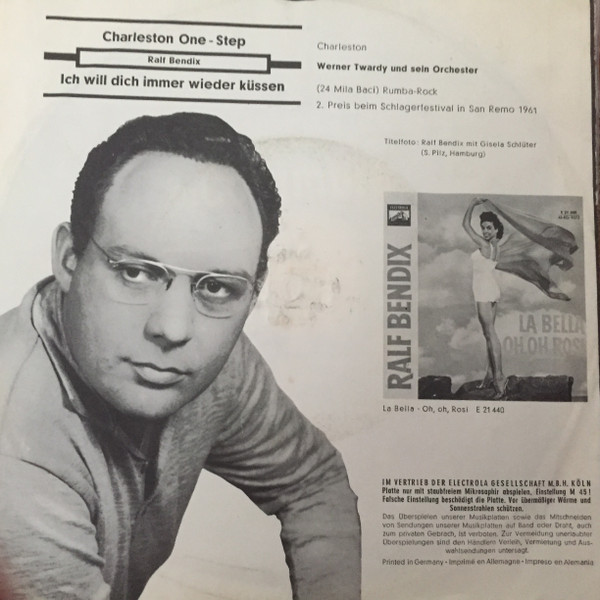 Charleston One-Step
Ralf Bendix
Ich will dich immer wieder küssen
Charleston
Werner Twardy und sein Orchester
(24 Mila Baci) Rumba-Rock
2. Preis beim Schlagerfestival in San Remo 1961
Titelfoto: Ralf Bendix mit Gisela Schlüter
(S. Pilz, Hamburg)
RALF BENDIX
LA BELLA
OH OH ROSI
La Bella - Oh, oh, Rosi E 21 440
IM VERTRIEB DER ELECTROLA GESELLSCHAFT M.B.H. KÖLN
Platte nur mit staubfreiem Mikrosaphir abspielen, Einstellung M 45!
Falsche Einstellung beschädigt die Platte. Vor übermäßiger Wärme und
Sonnenstrahlen schützen.
Das Überspielen unserer Musikplatten sowie das Mitschneiden
von Sendungen unserer Musikplatten auf Band oder Draht, auch
zum privaten Gebrach, ist verboten. Zur Vermeidung unerlaubter
Überspielungen sind den Händlern Verleih, Vermietung und Aus-
wahlsendungen untersagt.
Printed in Germany · Imprimé en Allemagne · Impreso en Alemania